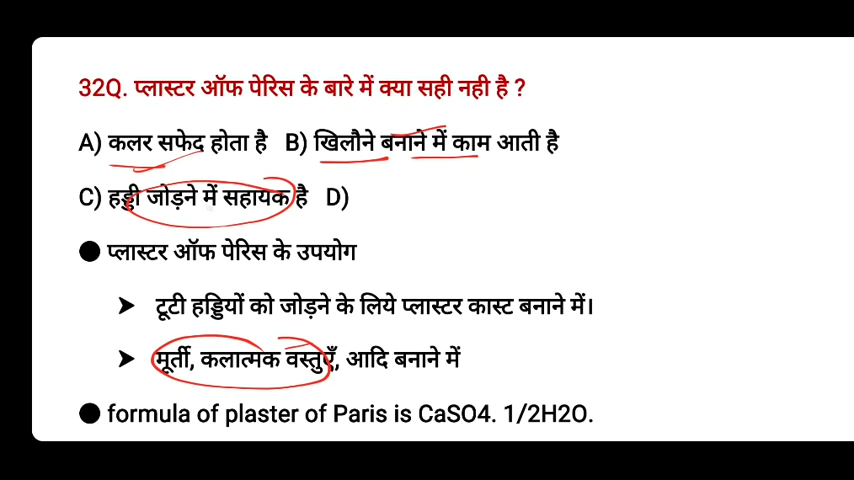 32Q. प्लास्टर ऑफ पेरिस के बारे में क्या सही नही है ?
A) कलर सफेद होता है B) खिलौने बनाने में काम आती है
C) हड्डी जोड़ने में सहायक है D)
● प्लास्टर ऑफ पेरिस के उपयोग
➤ टूटी हड्डियों को जोड़ने के लिये प्लास्टर कास्ट बनाने में।
➤ मूर्ती, कलात्मक वस्तुएँ, आदि बनाने में
● formula of plaster of Paris is CaSO4. 1/2H2O.